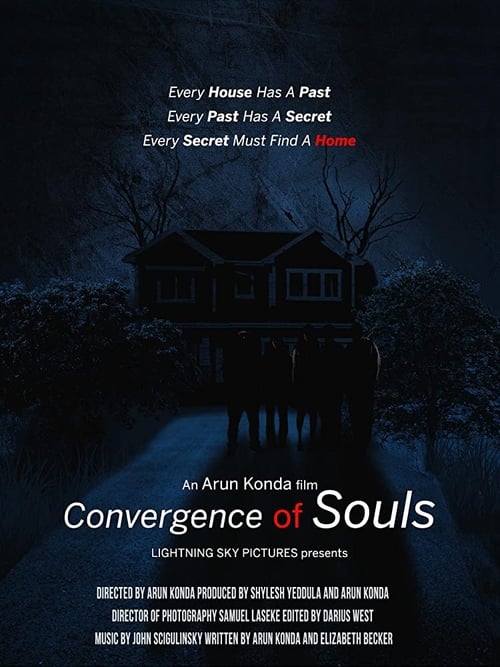 Every House Has A Past
Every Past Has A Secret
Every Secret Must Find A Home
An Arun Konda film
Convergence of Souls
LIGHTNING SKY PICTURES presents
DIRECTED BY ARUN KONDA PRODUCED BY SHYLESH YEDDULA AND ARUN KONDA
DIRECTOR OF PHOTOGRAPHY SAMUEL LASEKE EDITED BY DARIUS WEST
MUSIC BY JOHN SCIGULINSKY WRITTEN BY ARUN KONDA AND ELIZABETH BECKER